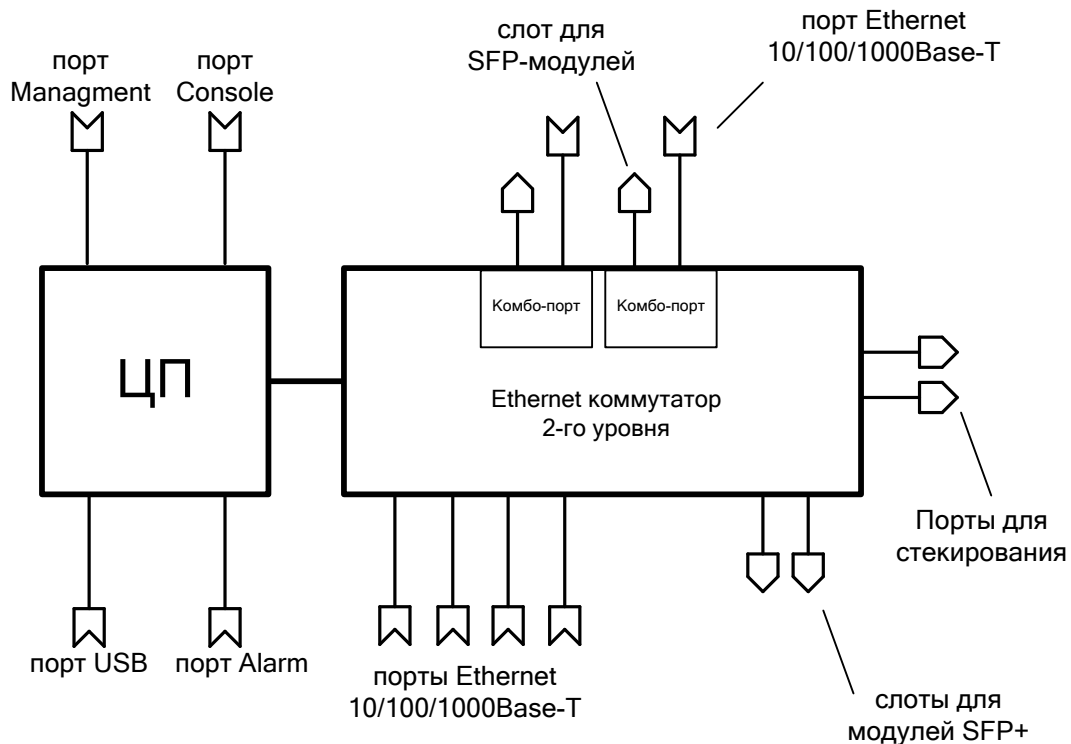 порт
Managment
порт
Console
слот для
SFP-модулей
порт Ethernet
10/100/1000Base-T
Комбо-порт
Комбо-порт
ЦП
Ethernet коммутатор
2-го уровня
Порты для
стекирования
порт USB
порт Alarm
порты Ethernet
10/100/1000Base-T
слоты для
модулей SFP+